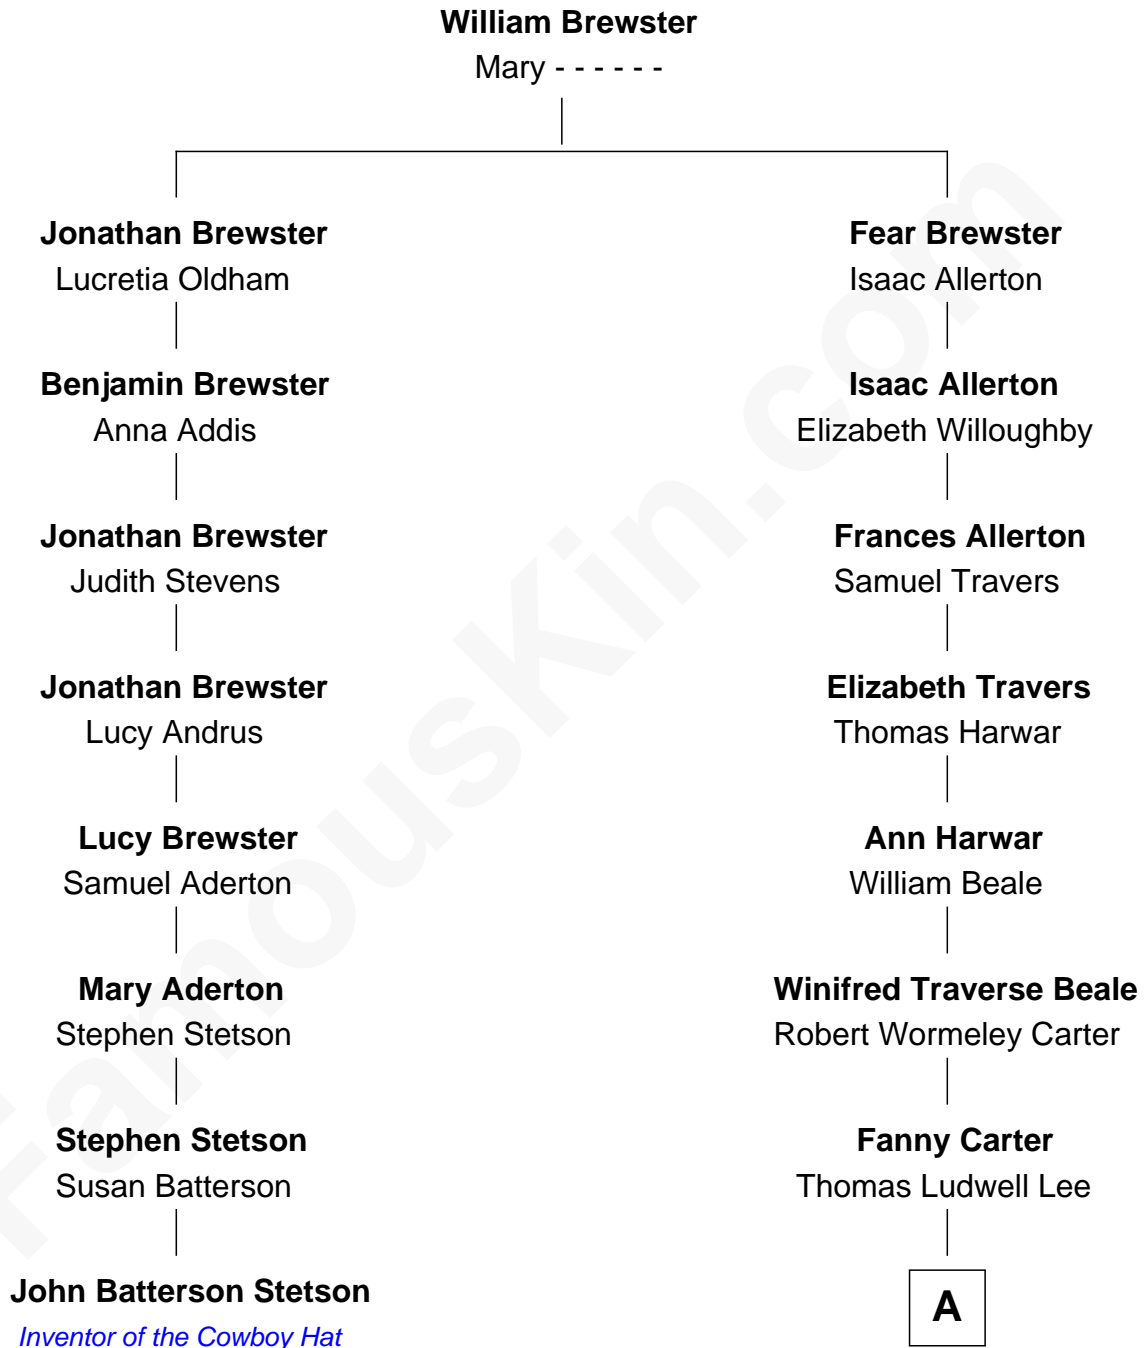 William Brewster
Mary - - - - - -
Jonathan Brewster
Lucretia Oldham
Fear Brewster
Isaac Allerton
Benjamin Brewster
Anna Addis
Isaac Allerton
Elizabeth Willoughby
Jonathan Brewster
Judith Stevens
Frances Allerton
Samuel Travers
Jonathan Brewster
Lucy Andrus
Elizabeth Travers
Thomas Harwar
Lucy Brewster
Samuel Aderton
Ann Harwar
William Beale
Mary Aderton
Stephen Stetson
Winifred Traverse Beale
Robert Wormeley Carter
Stephen Stetson
Susan Batterson
Fanny Carter
Thomas Ludwell Lee
John Batterson Stetson
Inventor of the Cowboy Hat
A
FamousKin.com